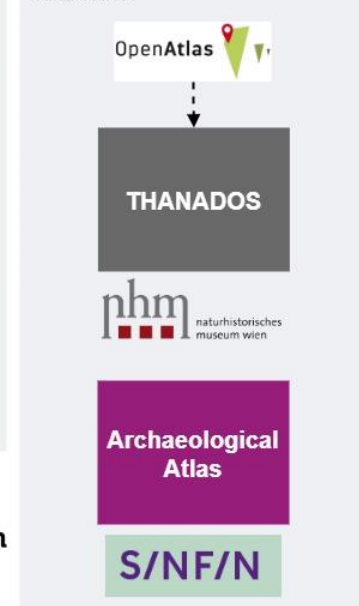 OpenAtlas
THANADOS
nhm
naturhistorisches
museum wien
Archaeological
Atlas
S/NF/N